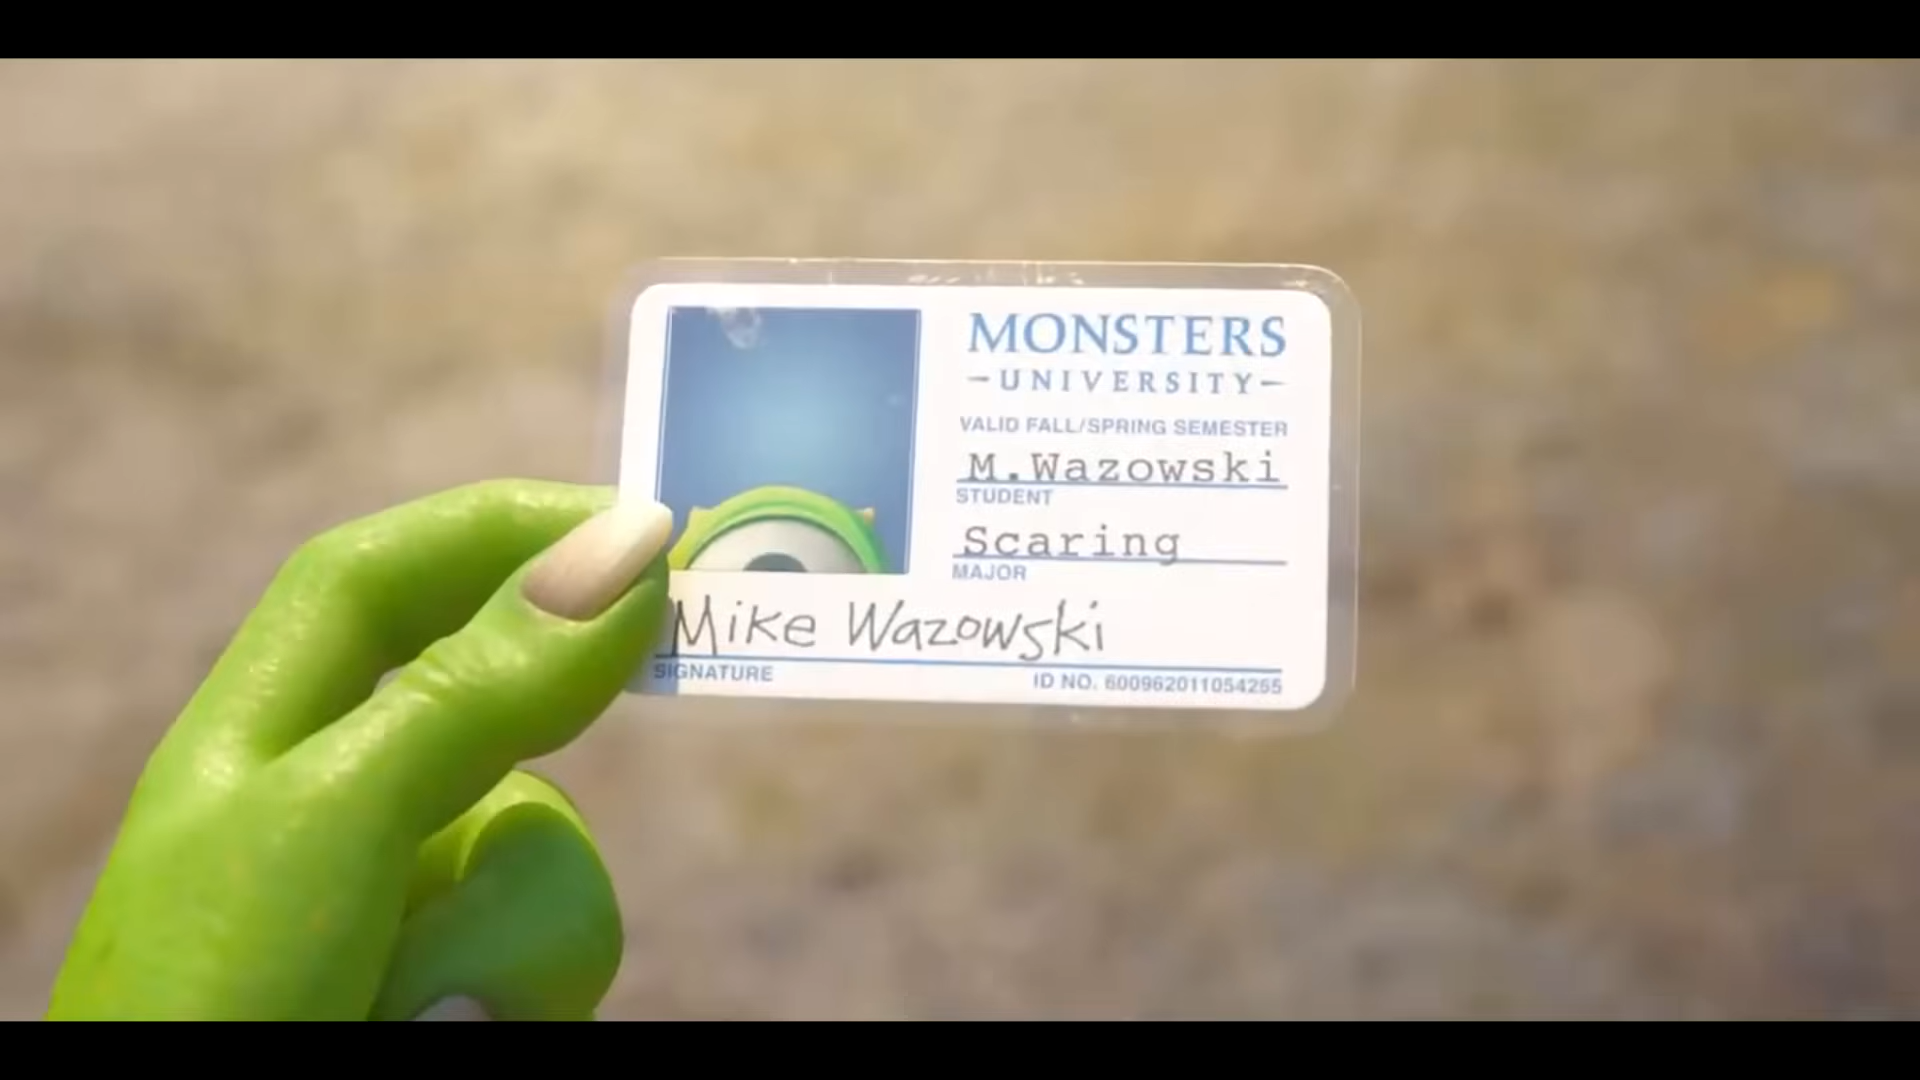 MONSTERS
-UNIVERSITY-
VALID FALL/SPRING SEMESTER
M.Wazowski
STUDENT
Scaring
MAJOR
Mike Wazowski
SIGNATURE
ID NO. 600962011054255